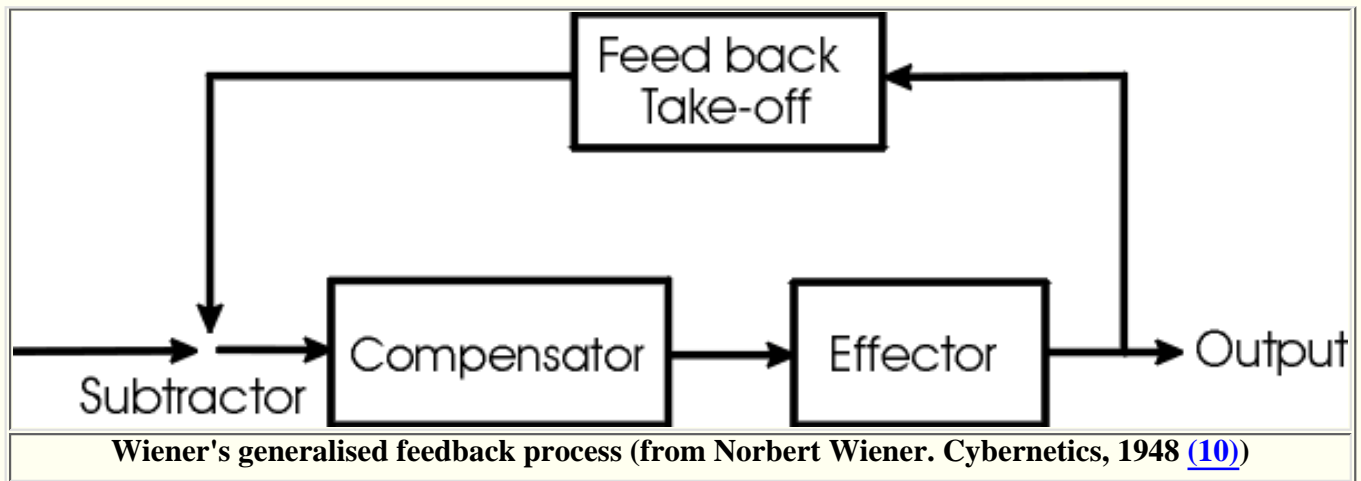 Feed back
Take-off
Compensator
Effector
Output
Subtractor
Wiener's generalised feedback process (from Norbert Wiener. Cybernetics, 1948 (10))